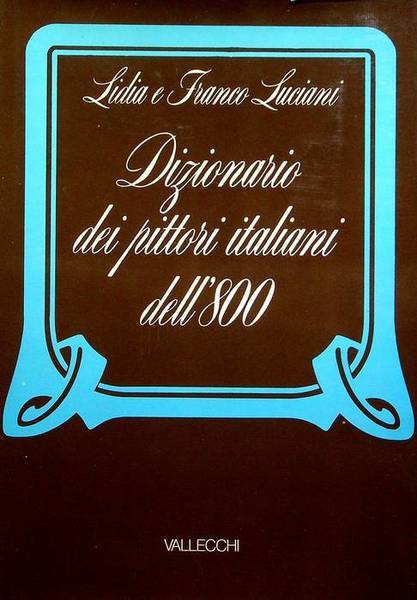 Lidia e Franco Luciani
Dizionario
dei pittori italiani
dell'800
VALLECCHI